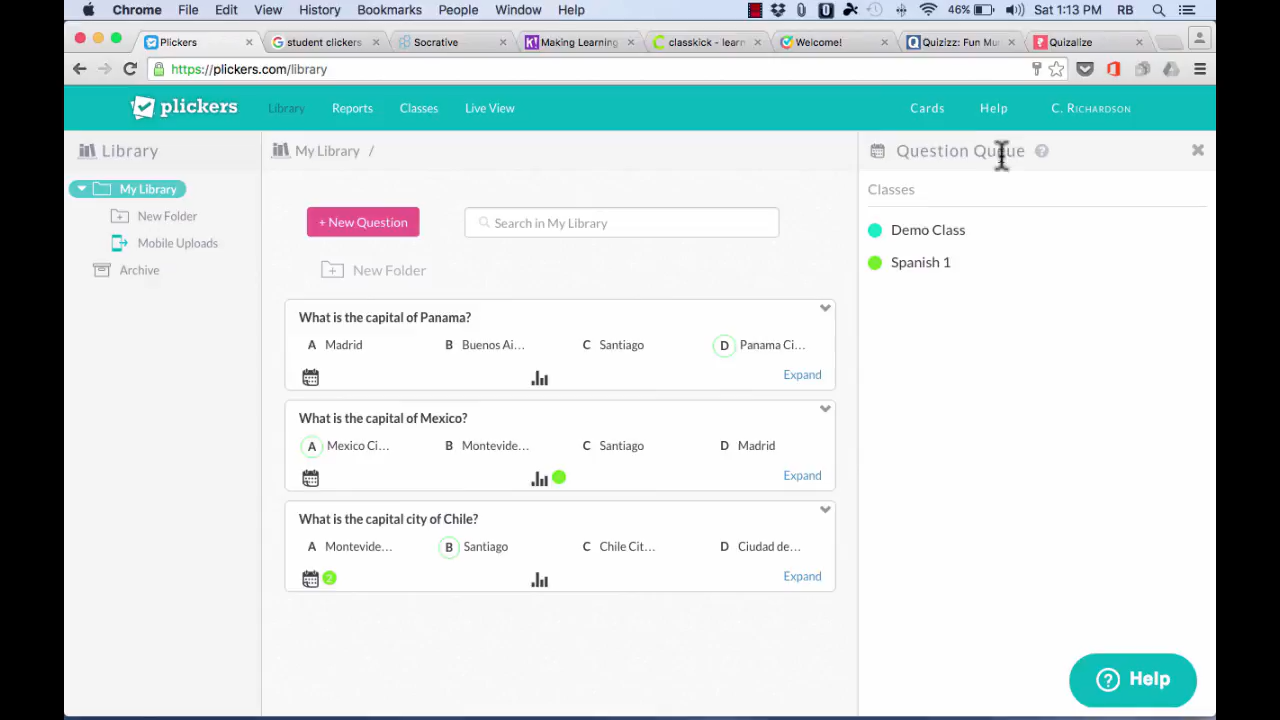 Chrome File Edit View History Bookmarks People Window Help 46% Sat 1:13 PM RB
Plickers student clickers Socrative K! Making Learning classkick - learn Welcome! Quizizz: Fun Mu Quizalize
https://plickers.com/library
plickers Library Reports Classes Live View Cards Help C. Richardson
Library
My Library
New Folder
Mobile Uploads
Archive
My Library /
+ New Question Search in My Library
New Folder
What is the capital of Panama?
A Madrid B Buenos Ai... C Santiago D Panama Ci...
Expand
What is the capital of Mexico?
A Mexico Ci... B Montevide... C Santiago D Madrid
Expand
What is the capital city of Chile?
A Montevide... B Santiago C Chile Cit... D Ciudad de...
2 Expand
Question Queue ?
Classes
Demo Class
Spanish 1
? Help